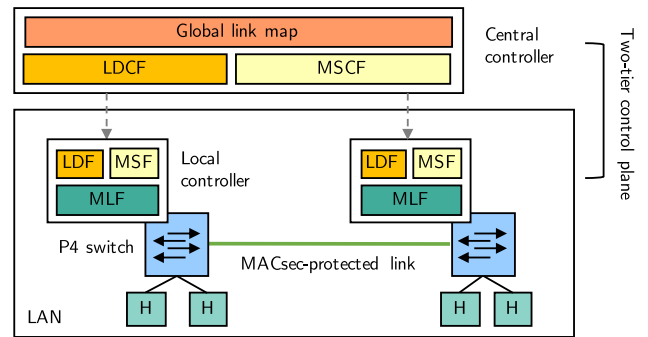 Global link map
LDCF
MSCF
Central
controller
Two-tier control plane
LDF
MSF
MLF
Local
controller
LDF
MSF
MLF
P4 switch
MACsec-protected link
H
H
H
H
LAN